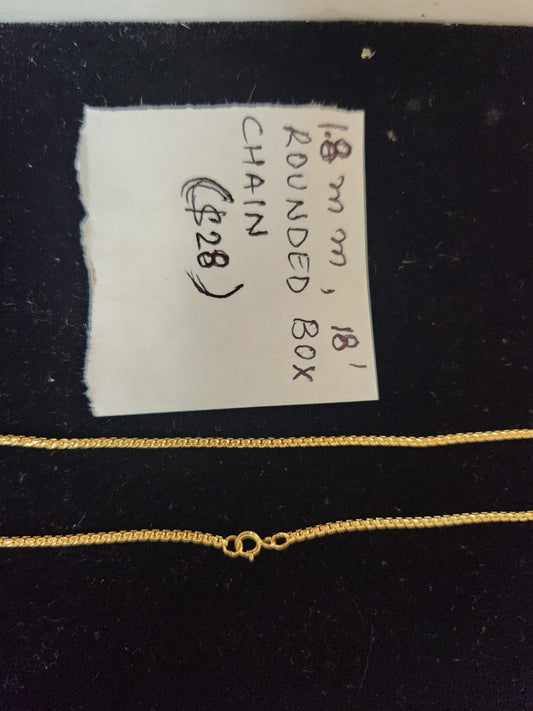 1.8 mm, 18'
ROUNDED BOX
CHAIN
($28)